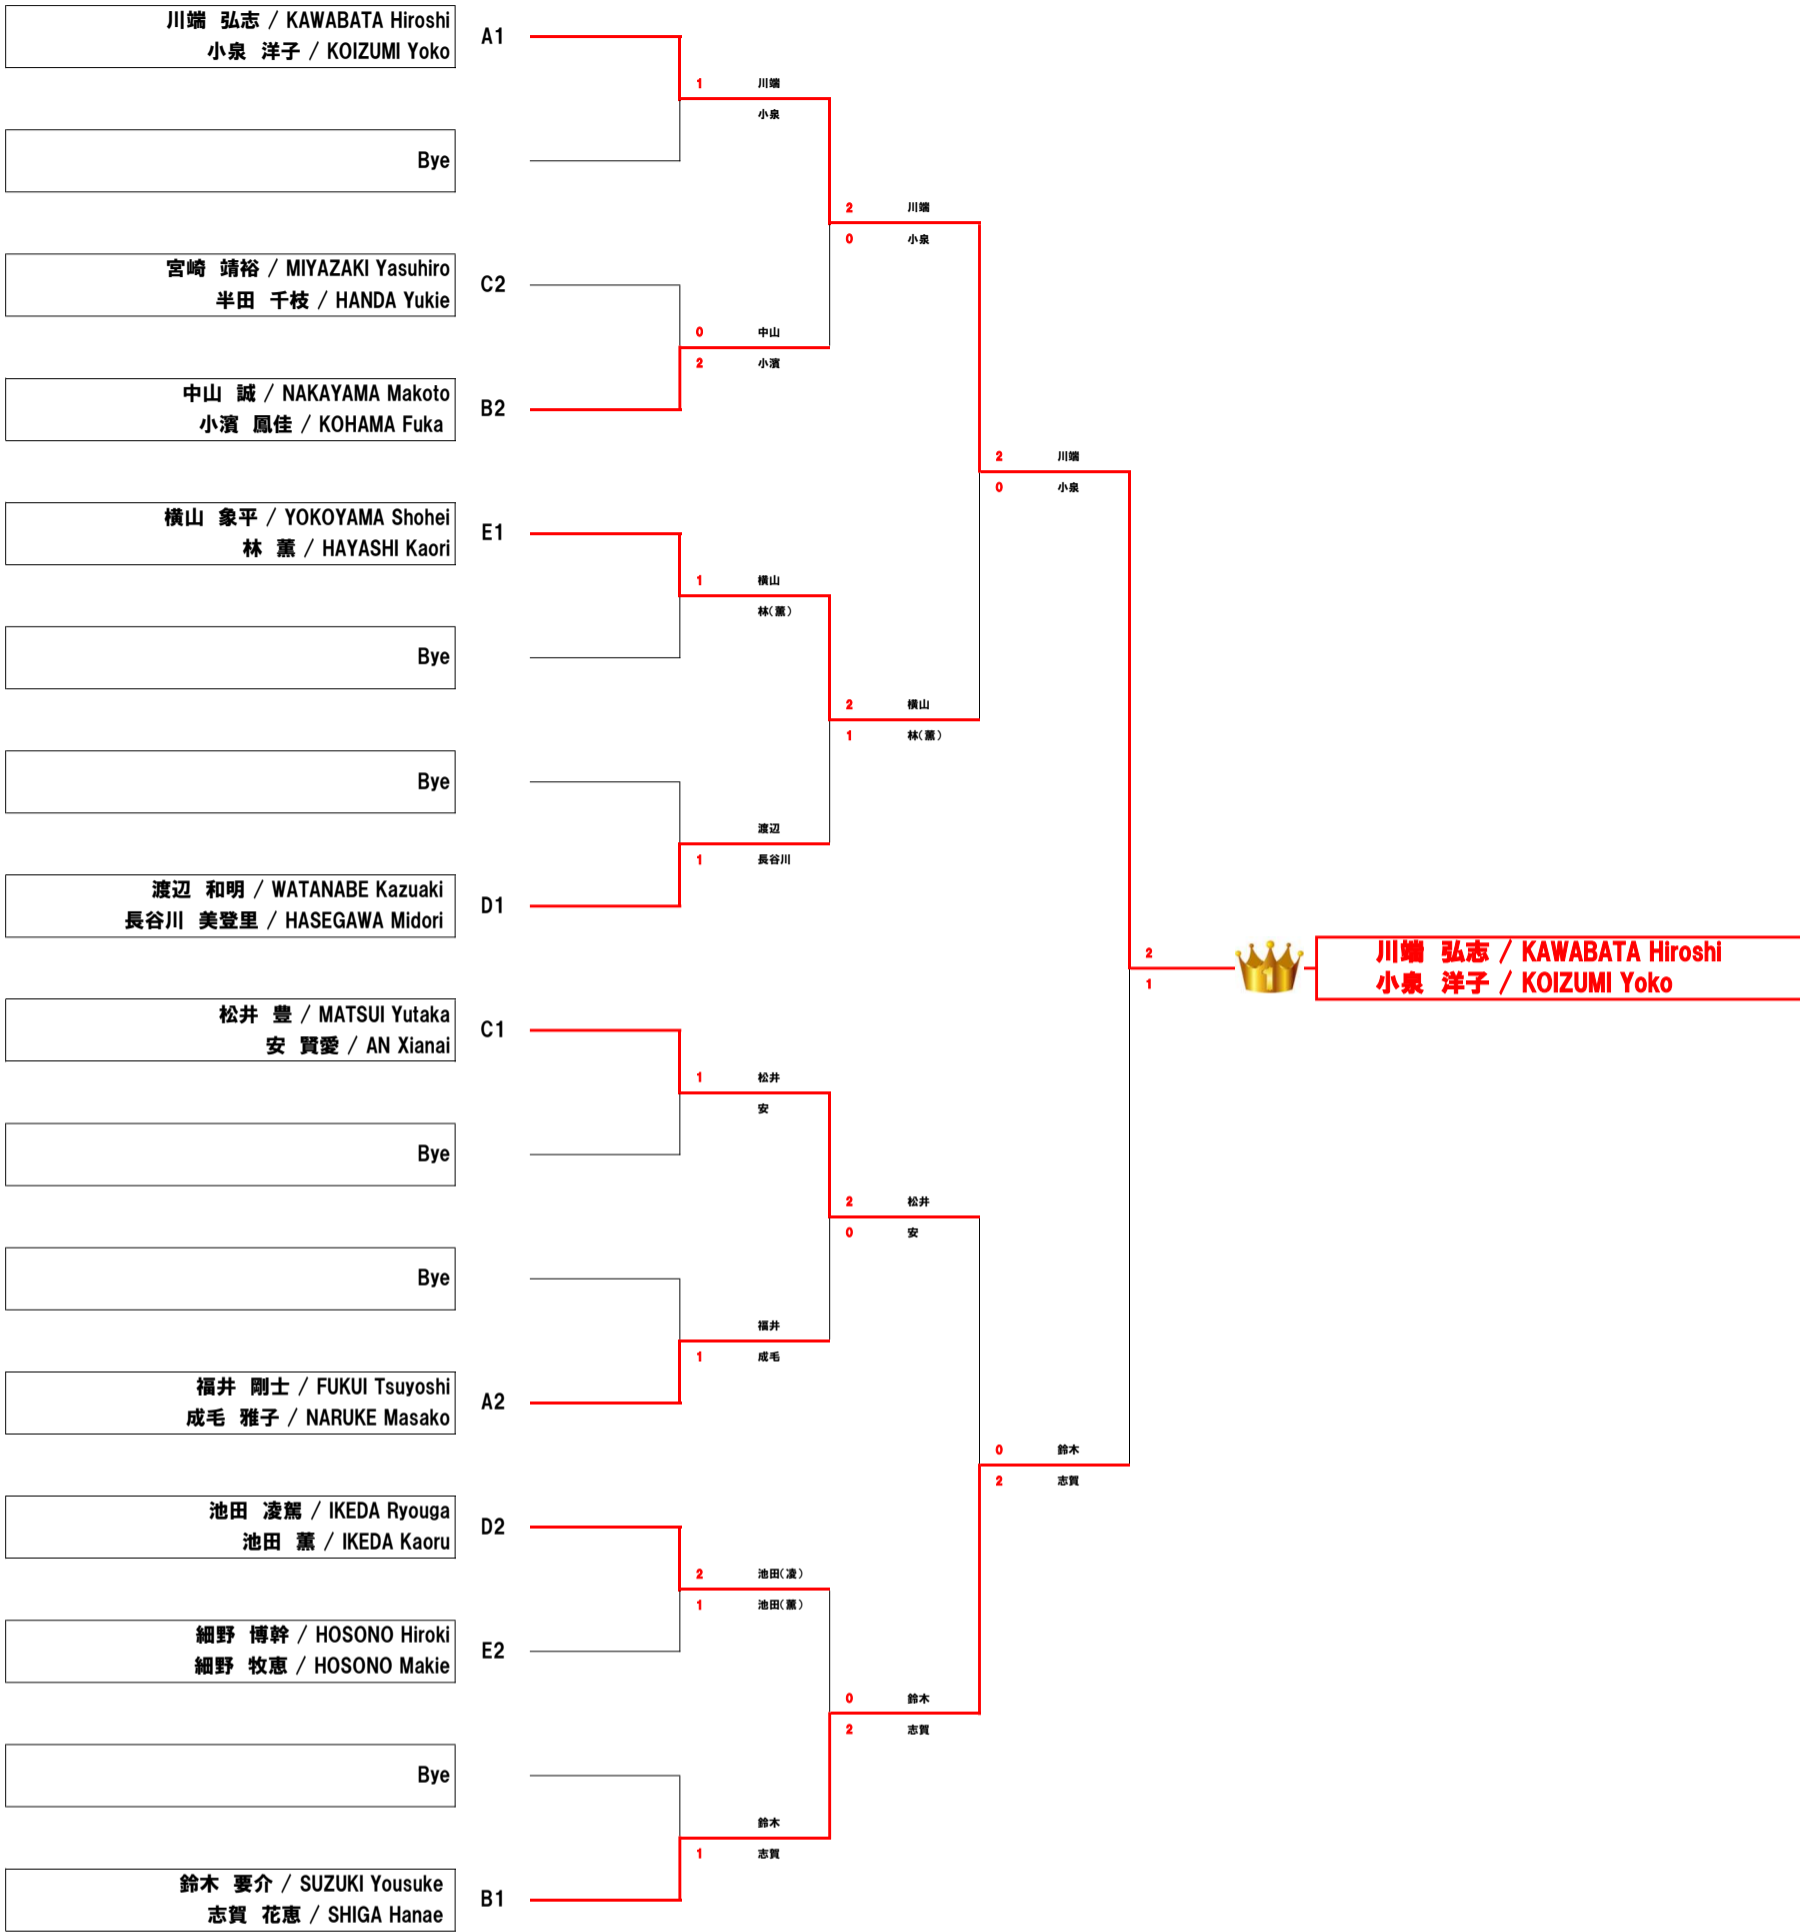 川端 弘志 / KAWABATA Hiroshi
小泉 洋子 / KOIZUMI Yoko
A1
1 川端
小泉
Bye
2 川端
0 小泉
宮崎 靖裕 / MIYAZAKI Yasuhiro
半田 千枝 / HANDA Yukie
C2
0 中山
2 小濱
中山 誠 / NAKAYAMA Makoto
小濱 鳳佳 / KOHAMA Fuka
B2
2 川端
0 小泉
横山 象平 / YOKOYAMA Shohei
林 薫 / HAYASHI Kaori
E1
1 横山
林(薫)
Bye
2 横山
1 林(薫)
Bye
渡辺
1 長谷川
渡辺 和明 / WATANABE Kazuaki
長谷川 美登里 / HASEGAWA Midori
D1
2
1
1
川端 弘志 / KAWABATA Hiroshi
小泉 洋子 / KOIZUMI Yoko
松井 豊 / MATSUI Yutaka
安 賢愛 / AN Xianai
C1
1 松井
安
Bye
2 松井
0 安
Bye
福井
1 成毛
福井 剛士 / FUKUI Tsuyoshi
成毛 雅子 / NARUKE Masako
A2
0 鈴木
2 志賀
池田 凌駕 / IKEDA Ryouga
池田 薫 / IKEDA Kaoru
D2
2 池田(凌)
1 池田(薫)
細野 博幹 / HOSONO Hiroki
細野 牧恵 / HOSONO Makie
E2
0 鈴木
2 志賀
Bye
鈴木
1 志賀
鈴木 要介 / SUZUKI Yousuke
志賀 花恵 / SHIGA Hanae
B1